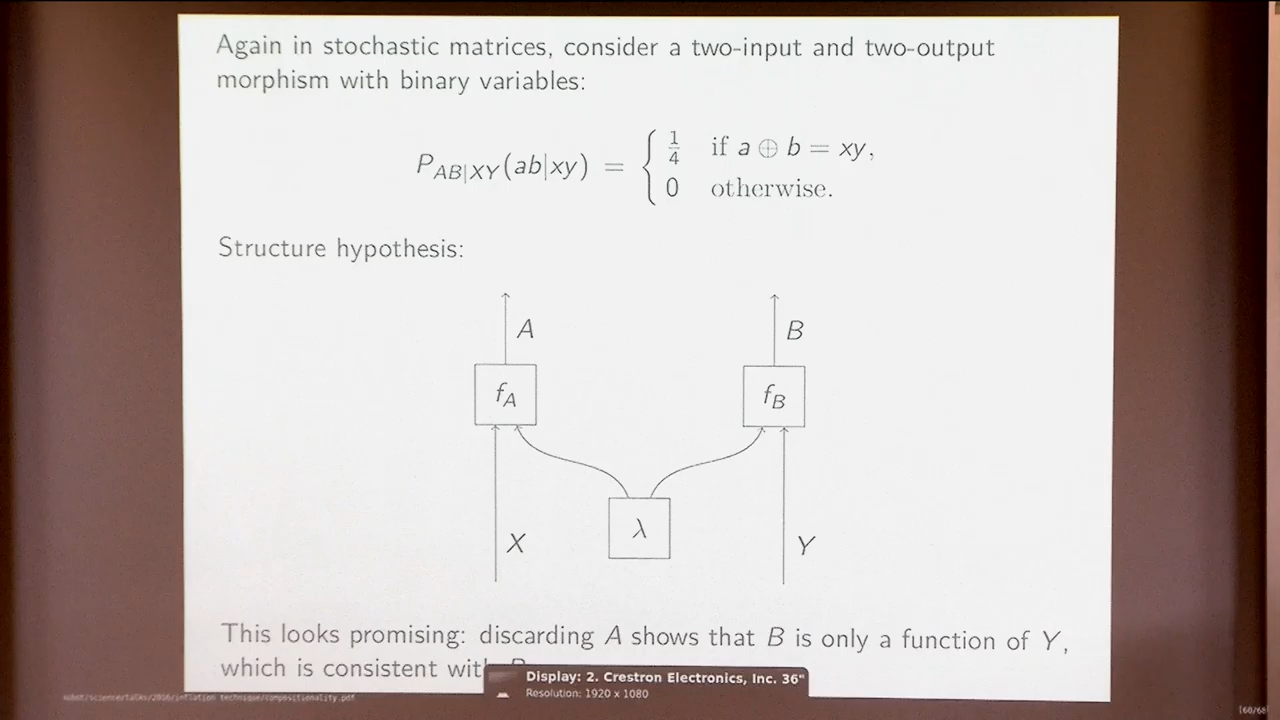 Again in stochastic matrices, consider a two-input and two-output
morphism with binary variables:
P_{AB|XY}(ab|xy) = { 1/4 if a ⊕ b = xy,
0 otherwise.
Structure hypothesis:
A B
f_A f_B
λ
X Y
This looks promising: discarding A shows that B is only a function of Y,
which is consistent with
Display: 2. Crestron Electronics, Inc. 36"
Resolution: 1920 x 1080